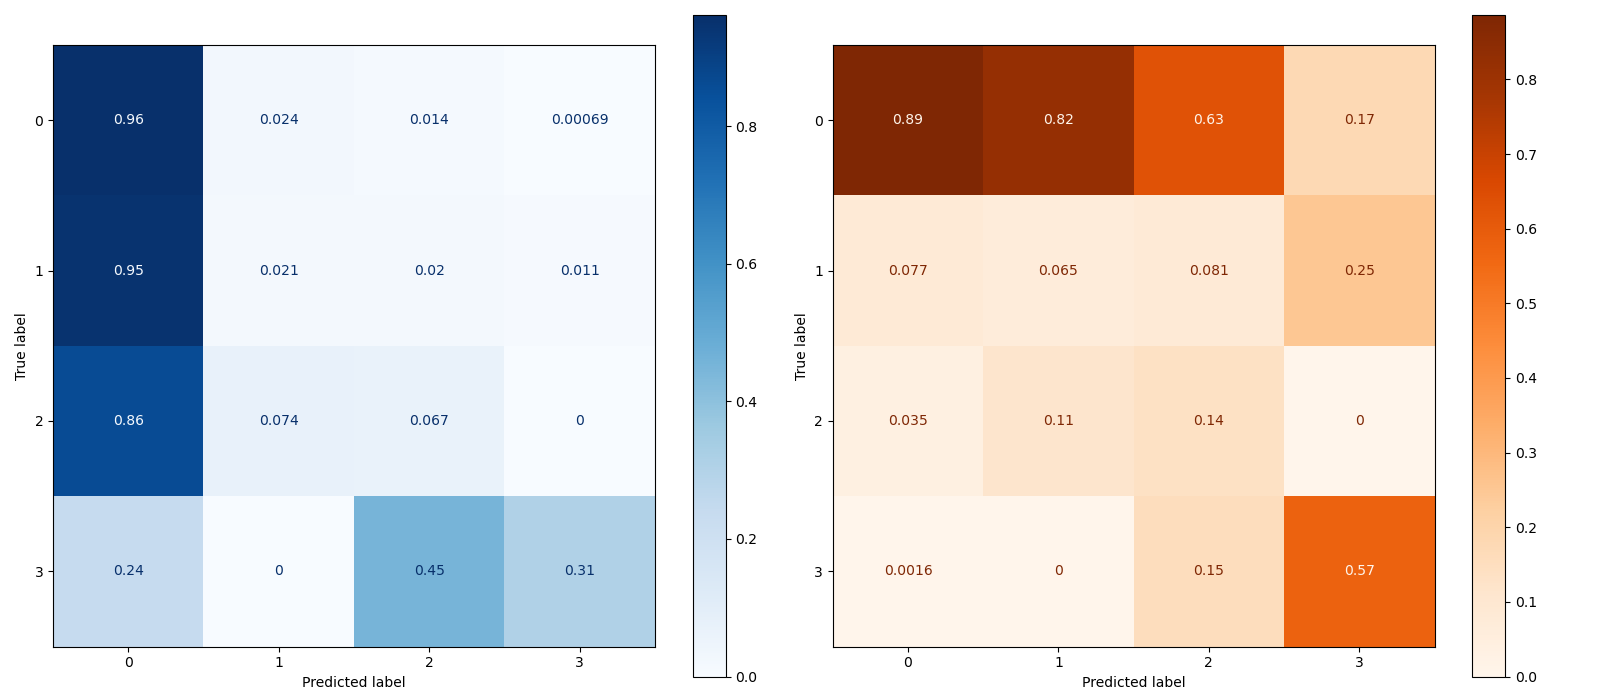 0 0.96 0.024 0.014 0.00069
1 0.95 0.021 0.02 0.011
2 0.86 0.074 0.067 0
3 0.24 0 0.45 0.31
0 1 2 3
Predicted label
True label
0.8
0.6
0.4
0.2
0.0
0 0.89 0.82 0.63 0.17
1 0.077 0.065 0.081 0.25
2 0.035 0.11 0.14 0
3 0.0016 0 0.15 0.57
0 1 2 3
Predicted label
True label
0.8
0.7
0.6
0.5
0.4
0.3
0.2
0.1
0.0